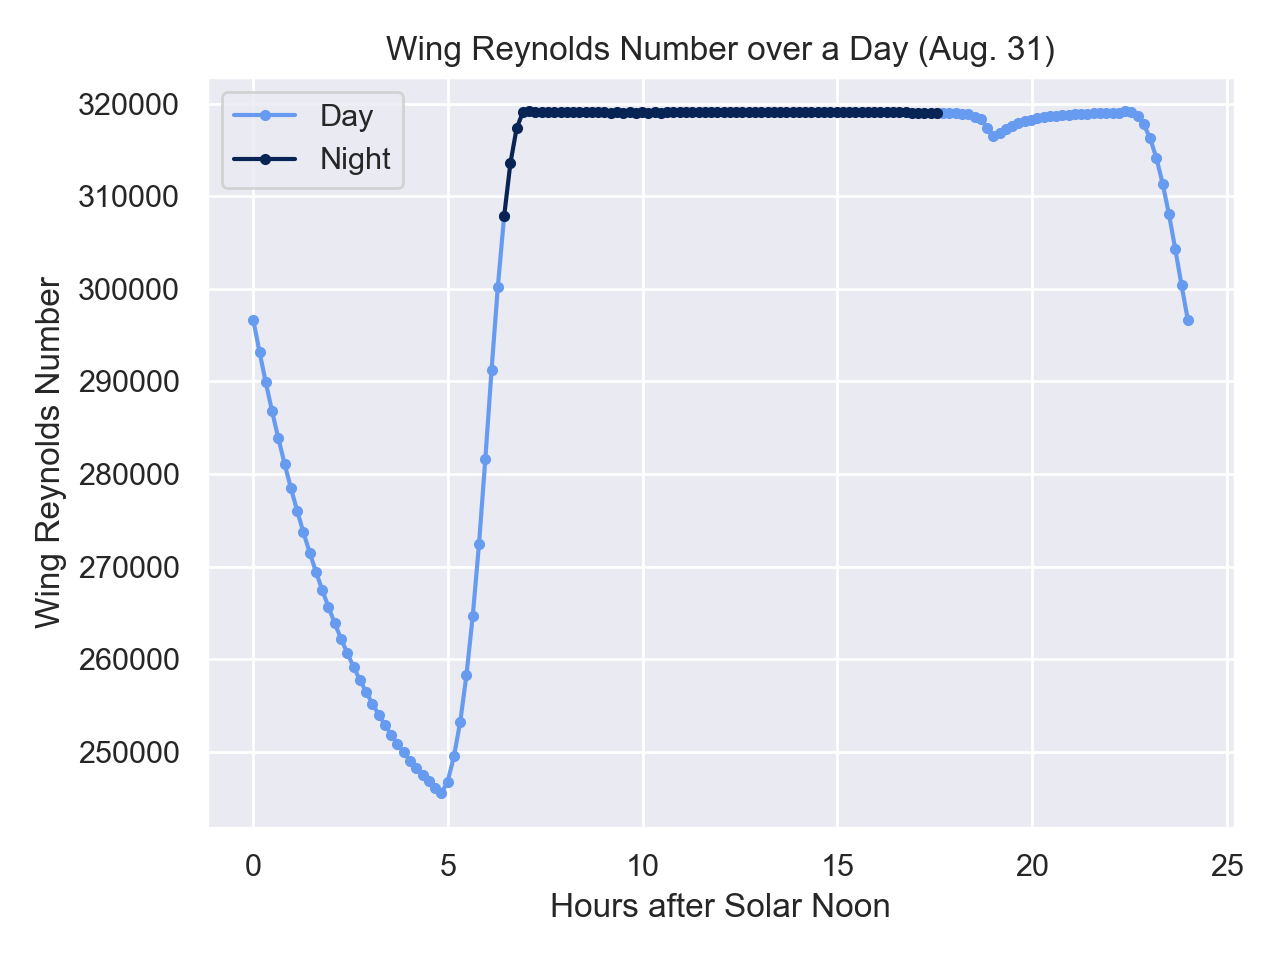 Wing Reynolds Number over a Day (Aug. 31)
Day
Night
320000
310000
300000
290000
280000
270000
260000
250000
Wing Reynolds Number
0 5 10 15 20 25
Hours after Solar Noon